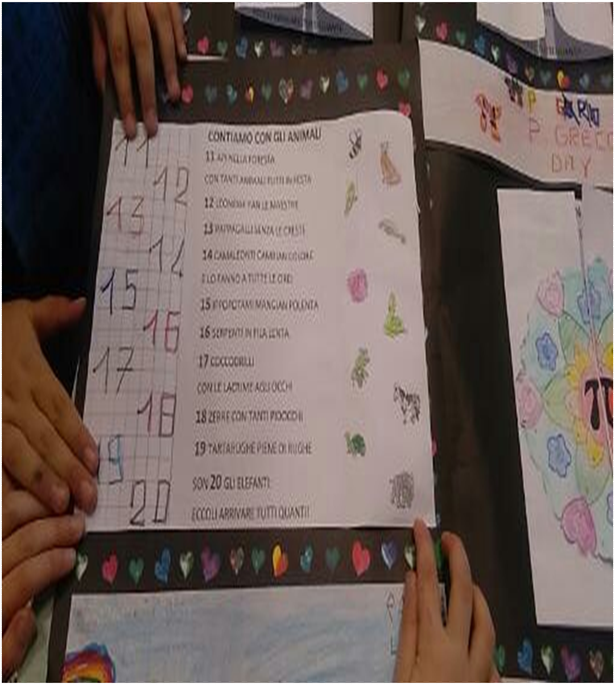 CONTIAMO CON GLI ANIMALI
11 API NELLA FORESTA
CON TANTI ANIMALI TUTTI IN FESTA
12 LEONESSE FAN LE MAESTRE
13 PAPPAGALLI SENZA LE CRESTE
14 CAMALEONTI CAMBIAN COLORE
E LO FANNO A TUTTE LE ORE!
15 IPPOPOTAMI MANGIAN POLENTA
16 SERPENTI IN FILA LENTA
17 COCCODRILLI
CON LE LACRIME AGLI OCCHI
18 ZEBRE CON TANTI PIDOCCHI
19 TARTARUGHE PIENE DI RUGHE
SON 20 GLI ELEFANTI:
ECCOLI ARRIVARE TUTTI QUANTI!
11
12
13
14
15
16
17
18
19
20
P. GRECO
DAY
π